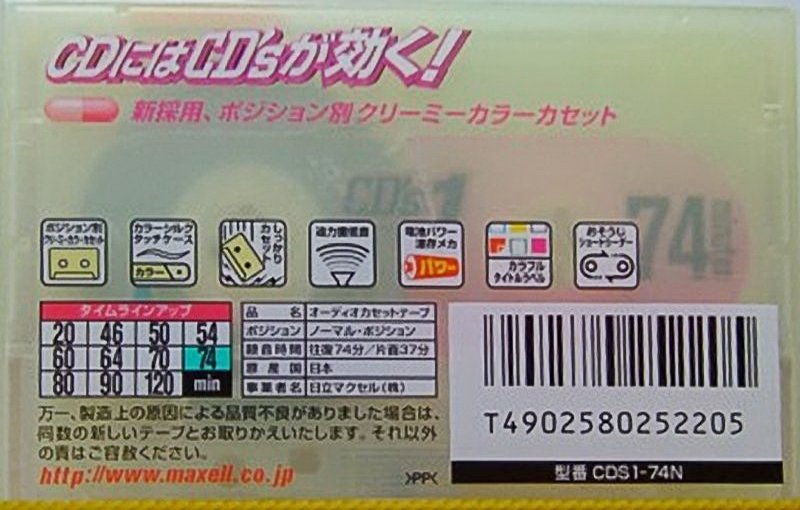 CDにはCD'sが効く!
新採用、ポジション別クリーミーカラーカセット
CD's1
74
ポジション別
クリーミーカラーカセット
カラーシルク
タッチケース
カラー
しっかり
カセット
迫力重低音
電池パワー
温存メカ
パワー
カラフル
タイトルラベル
おそうじ
ショートリーダー
タイムラインアップ
20 46 50 54
60 64 70 74
80 90 120 min
品名 オーディオカセットテープ
ポジション ノーマル・ポジション
録音時間 往復74分/片面37分
原産国 日本
事業者名 日立マクセル(株)
万一、製造上の原因による品質不良がありました場合は、
同数の新しいテープとお取りかえいたします。それ以外
の責はご容赦ください。
http://www.maxell.co.jp
PP
T4902580252205
型番 CDS1-74N